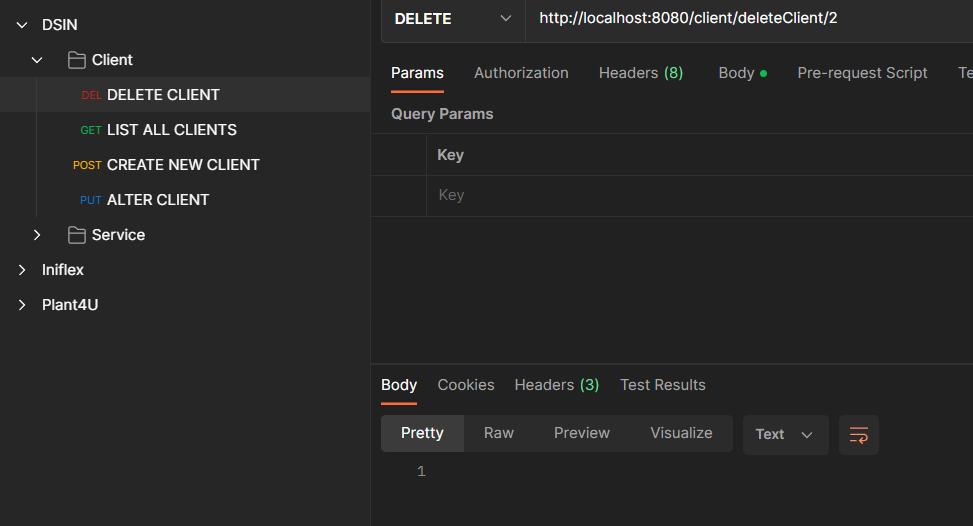 DSIN
Client
DEL DELETE CLIENT
GET LIST ALL CLIENTS
POST CREATE NEW CLIENT
PUT ALTER CLIENT
Service
Iniflex
Plant4U
DELETE http://localhost:8080/client/deleteClient/2
Params Authorization Headers (8) Body Pre-request Script Te
Query Params
Key
Key
Body Cookies Headers (3) Test Results
Pretty Raw Preview Visualize Text
1